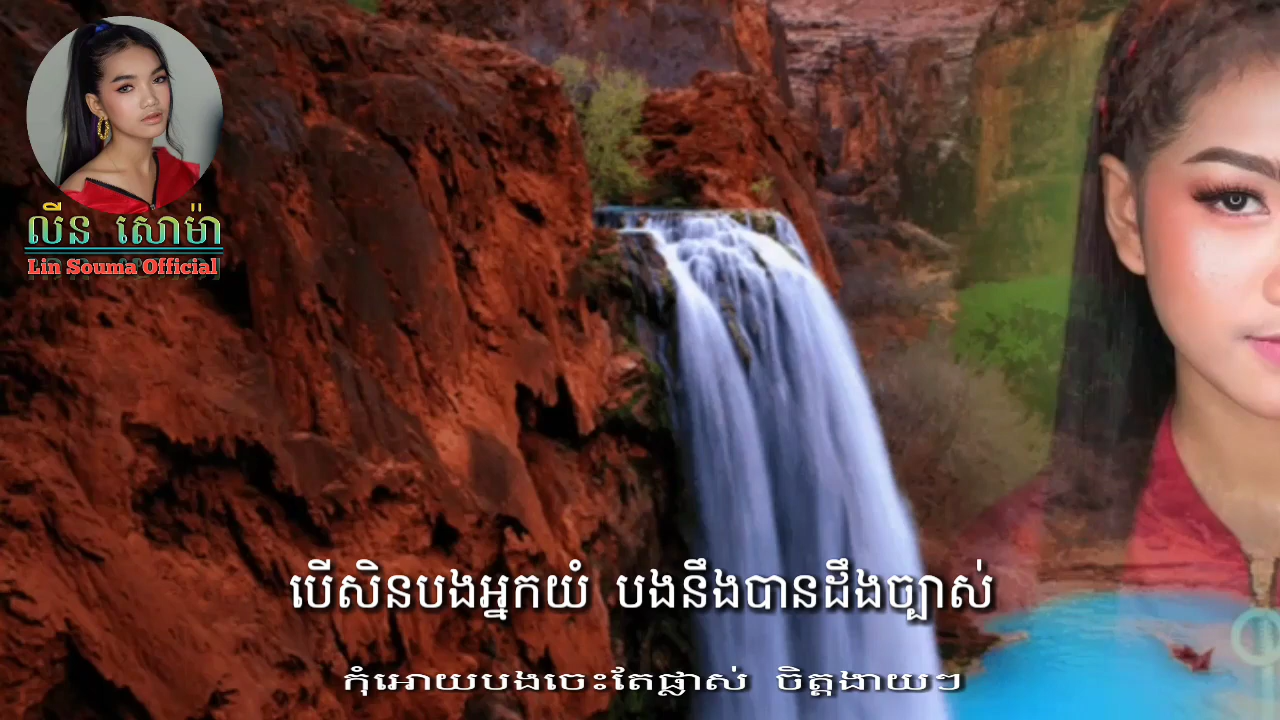 លីន សោម៉ា
Lin Souma Official
បើសិនបងអ្នកយំ បងនឹងបានដឹងច្បាស់
កុំអោយបងចេះតែផ្លាស់ ចិត្តងាយៗ